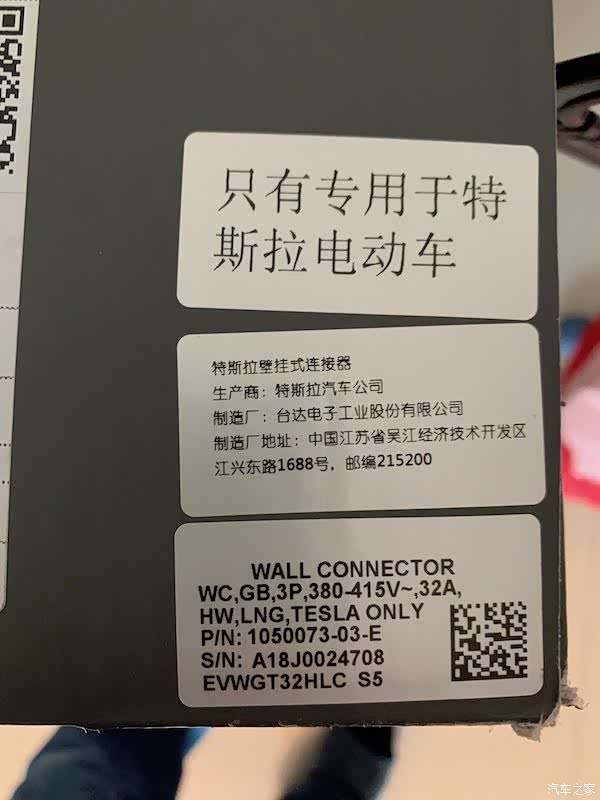 只有专用于特
斯拉电动车
特斯拉壁挂式连接器
生产商：特斯拉汽车公司
制造厂：台达电子工业股份有限公司
制造厂地址：中国江苏省吴江经济技术开发区
江兴东路1688号，邮编215200
WALL CONNECTOR
WC,GB,3P,380-415V~,32A,
HW,LNG,TESLA ONLY
P/N: 1050073-03-E
S/N: A18J0024708
EVWGT32HLC S5
汽车之家